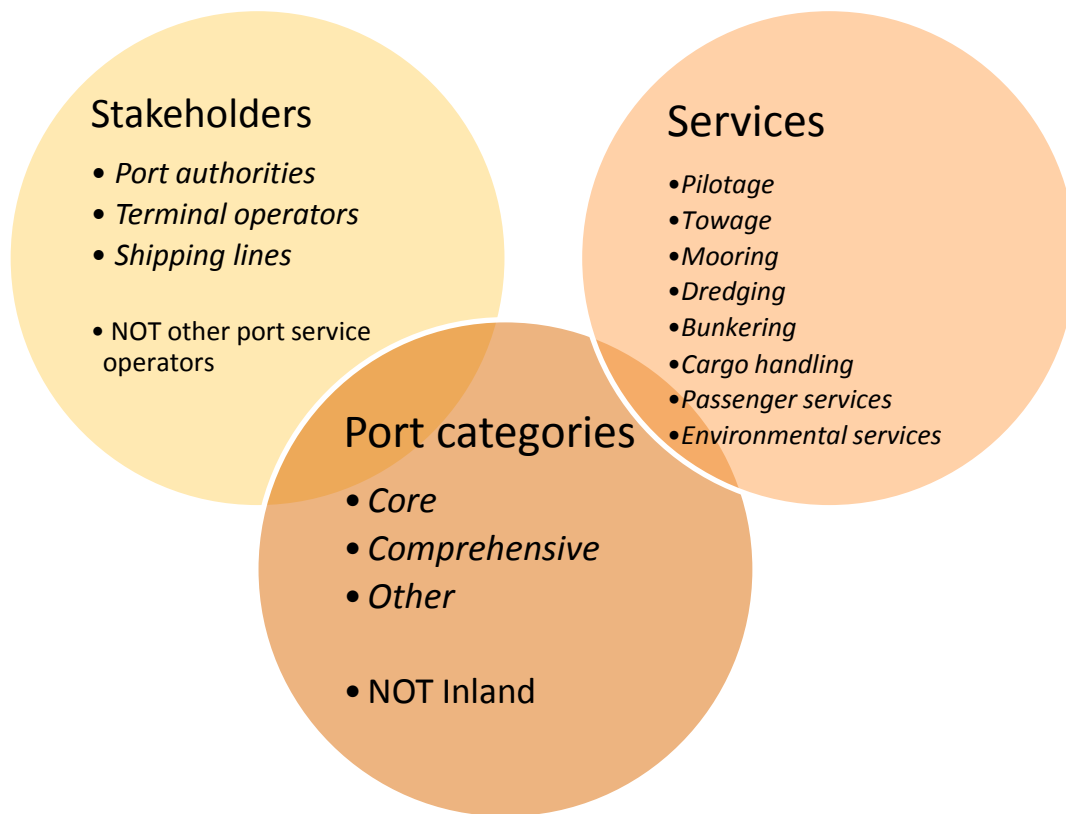 Stakeholders
• Port authorities
• Terminal operators
• Shipping lines
• NOT other port service
operators
Services
•Pilotage
•Towage
•Mooring
•Dredging
•Bunkering
•Cargo handling
•Passenger services
•Environmental services
Port categories
• Core
• Comprehensive
• Other
• NOT Inland